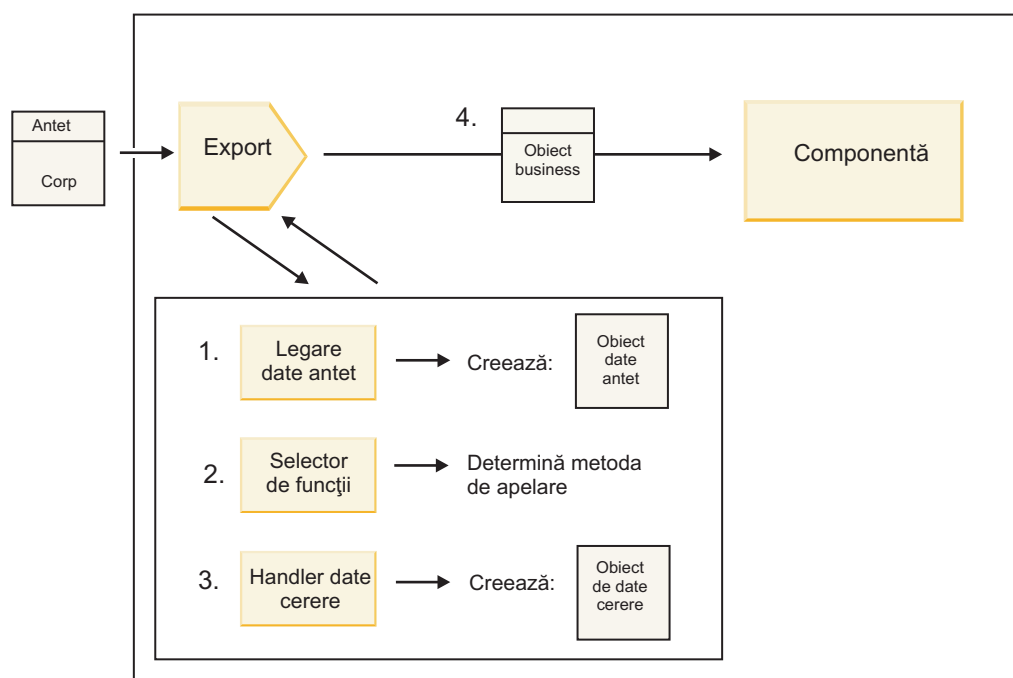 Antet
Corp
Export
4.
Obiect
business
Componentă
1.
Legare
date antet
Creează:
Obiect
date
antet
2.
Selector
de funcţii
Determină metoda
de apelare
3.
Handler date
cerere
Creează:
Obiect
de date
cerere